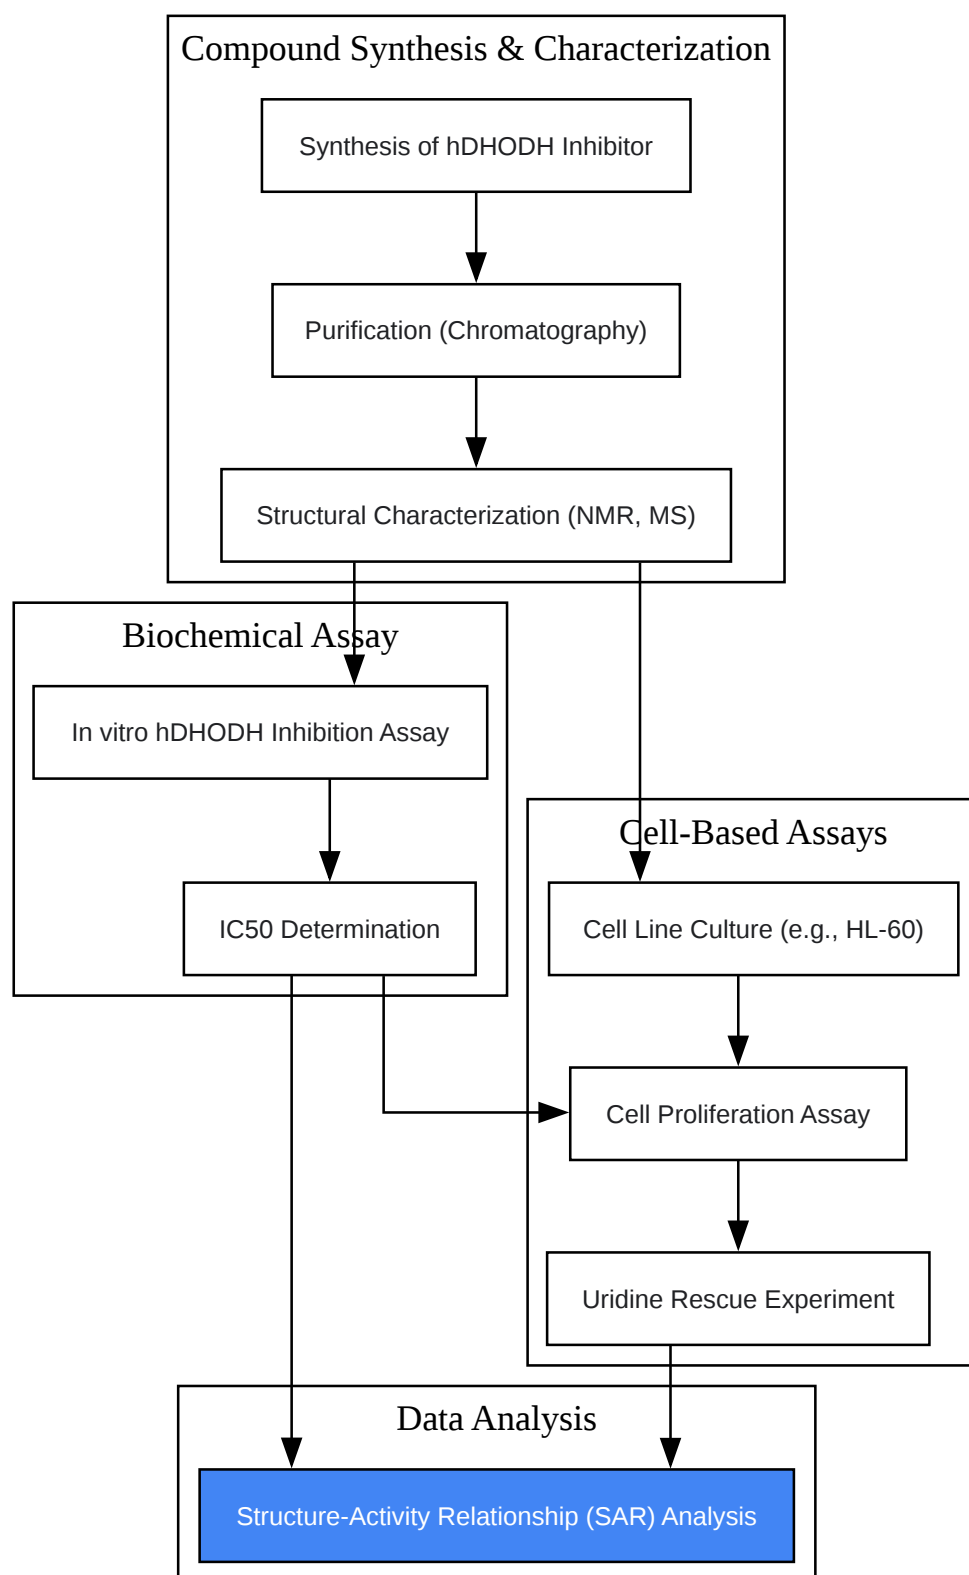 Compound Synthesis & Characterization
Synthesis of hDHODH Inhibitor
Purification (Chromatography)
Structural Characterization (NMR, MS)
Biochemical Assay
In vitro hDHODH Inhibition Assay
IC50 Determination
Cell-Based Assays
Cell Line Culture (e.g., HL-60)
Cell Proliferation Assay
Uridine Rescue Experiment
Data Analysis
Structure-Activity Relationship (SAR) Analysis